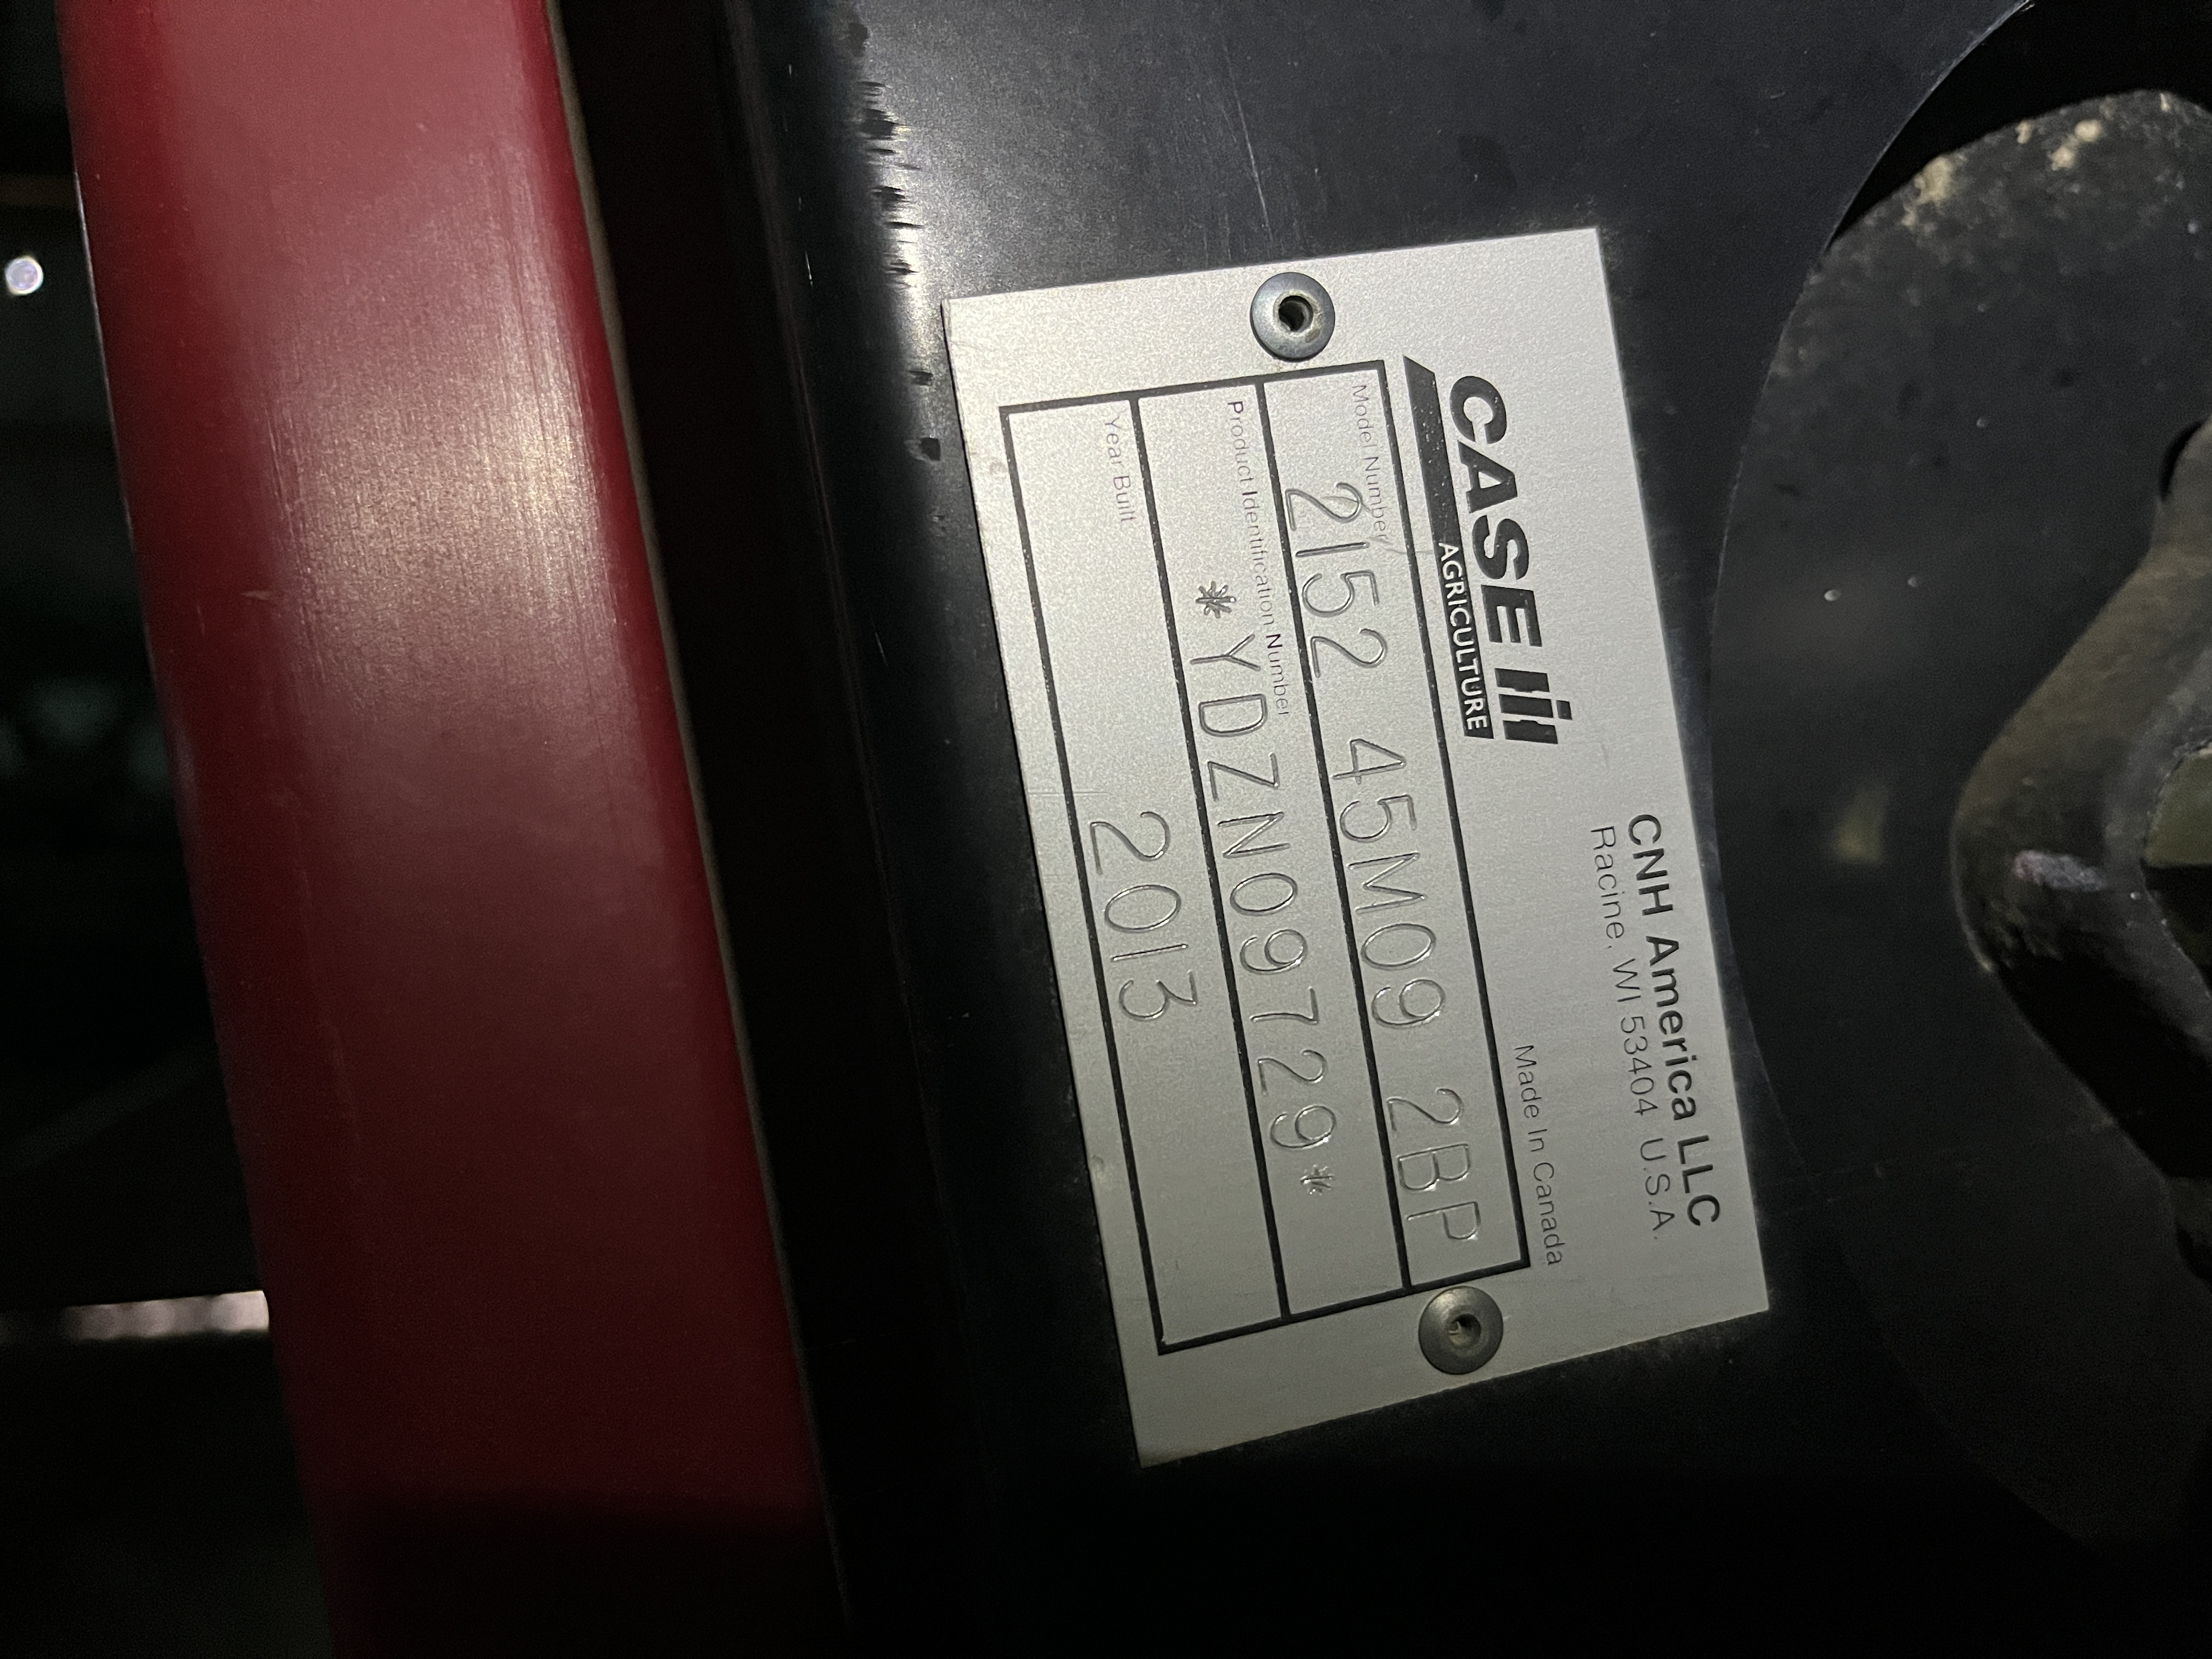 CASE IH
AGRICULTURE
CNH America LLC
Racine, WI 53404 U.S.A.
Made In Canada
Model Number
2152 45M09 2BP
Product Identification Number
*YDZN09729*
Year Built
2013